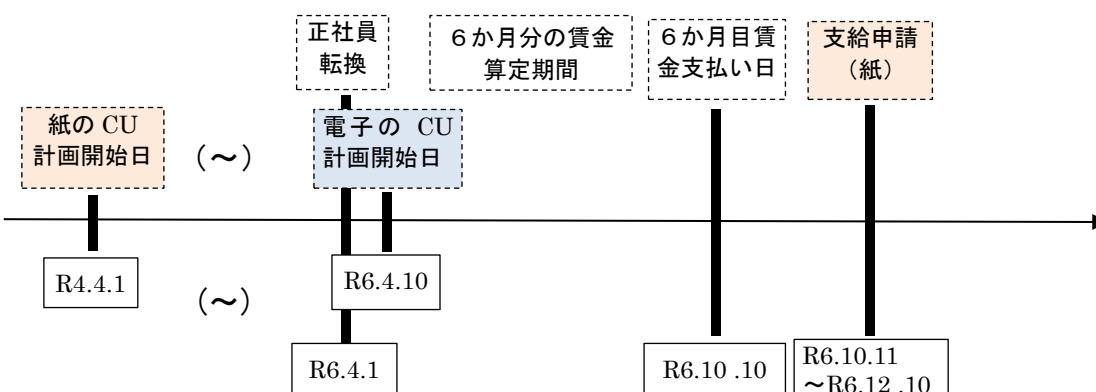 正社員
転換
６か月分の賃金
算定期間
６か月目賃
金支払い日
支給申請
（紙）
紙の CU
計画開始日
（～）
電子の CU
計画開始日
R4.4.1
（～）
R6.4.10
R6.4.1
R6.10 .10
R6.10.11
～R6.12 .10